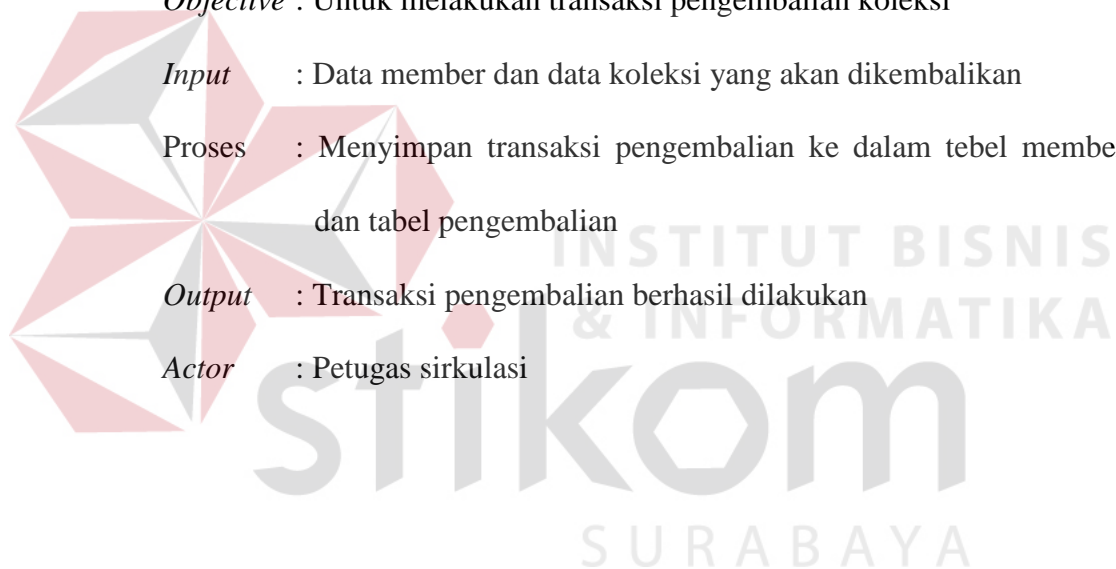 Objective : Untuk melakukan transaksi pengembalian koleksi
Input : Data member dan data koleksi yang akan dikembalikan
Proses : Menyimpan transaksi pengembalian ke dalam tebel membe
dan tabel pengembalian
Output : Transaksi pengembalian berhasil dilakukan
Actor : Petugas sirkulasi
INSTITUT BISNIS
& INFORMATIKA
stikom
SURABAYA